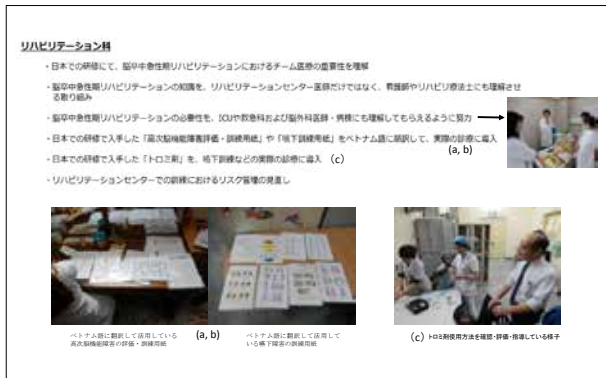 リハビリテーション科
・日本での研修にて、脳卒中急性期リハビリテーションにおけるチーム医療の重要性を理解
・脳卒中急性期リハビリテーションの知識を、リハビリテーションセンター医師だけではなく、看護師やリハビリ療法士にも理解させ
る取り組み
・脳卒中急性期リハビリテーションの必要性を、ICUや救急科および脳外科医師・病棟にも理解してもらえるように努力
・日本での研修で入手した「高次脳機能障害評価・訓練用紙」や「嚥下訓練用紙」をベトナム語に翻訳して、実際の診療に導入
(a, b)
・日本での研修で入手した「トロミ剤」を、嚥下訓練などの実際の診療に導入 (c)
・リハビリテーションセンターでの訓練におけるリスク管理の見直し
ベトナム語に翻訳して活用している
高次脳機能障害の評価・訓練用紙
(a, b)
ベトナム語に翻訳して活用して
いる嚥下障害の訓練用紙
(c) トロミ剤使用方法を確認・評価・指導している様子